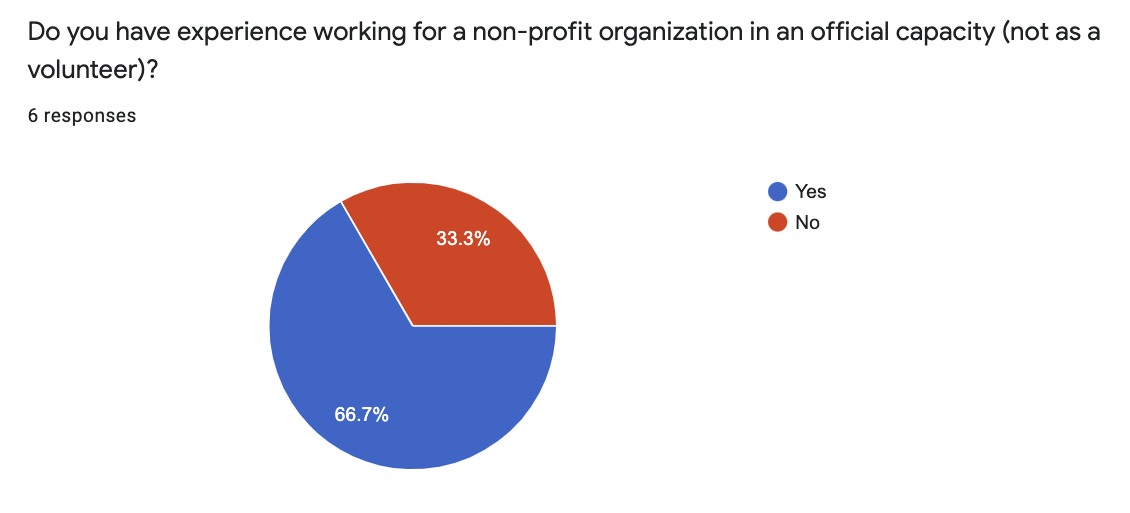 Do you have experience working for a non-profit organization in an official capacity (not as a
volunteer)?
6 responses
Yes
No
33.3%
66.7%